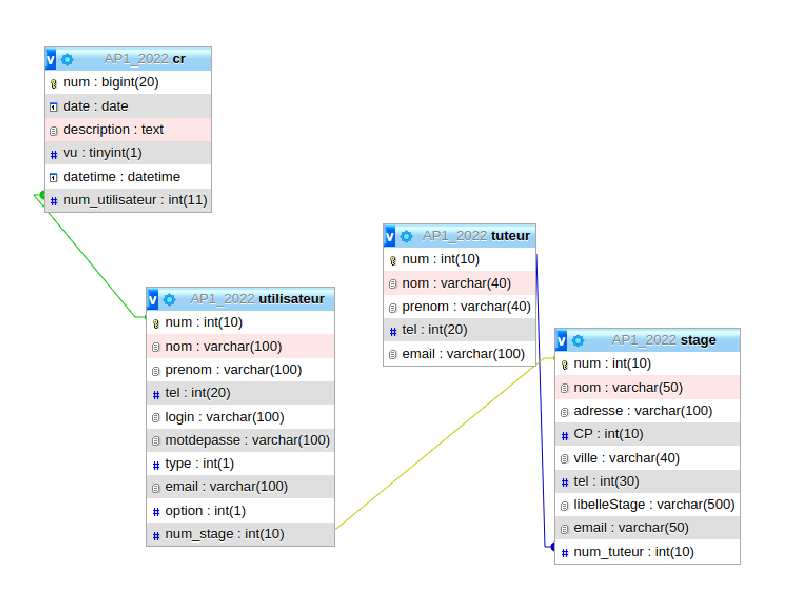 AP1_2022 cr
num : bigint(20)
date : date
description : text
vu : tinyint(1)
datetime : datetime
num_utilisateur : int(11)
AP1_2022 utilisateur
num : int(10)
nom : varchar(100)
prenom : varchar(100)
tel : int(20)
login : varchar(100)
motdepasse : varchar(100)
type : int(1)
email : varchar(100)
option : int(1)
num_stage : int(10)
AP1_2022 tuteur
num : int(10)
nom : varchar(40)
prenom : varchar(40)
tel : int(20)
email : varchar(100)
AP1_2022 stage
num : int(10)
nom : varchar(50)
adresse : varchar(100)
CP : int(10)
ville : varchar(40)
tel : int(30)
libelleStage : varchar(500)
email : varchar(50)
num_tuteur : int(10)